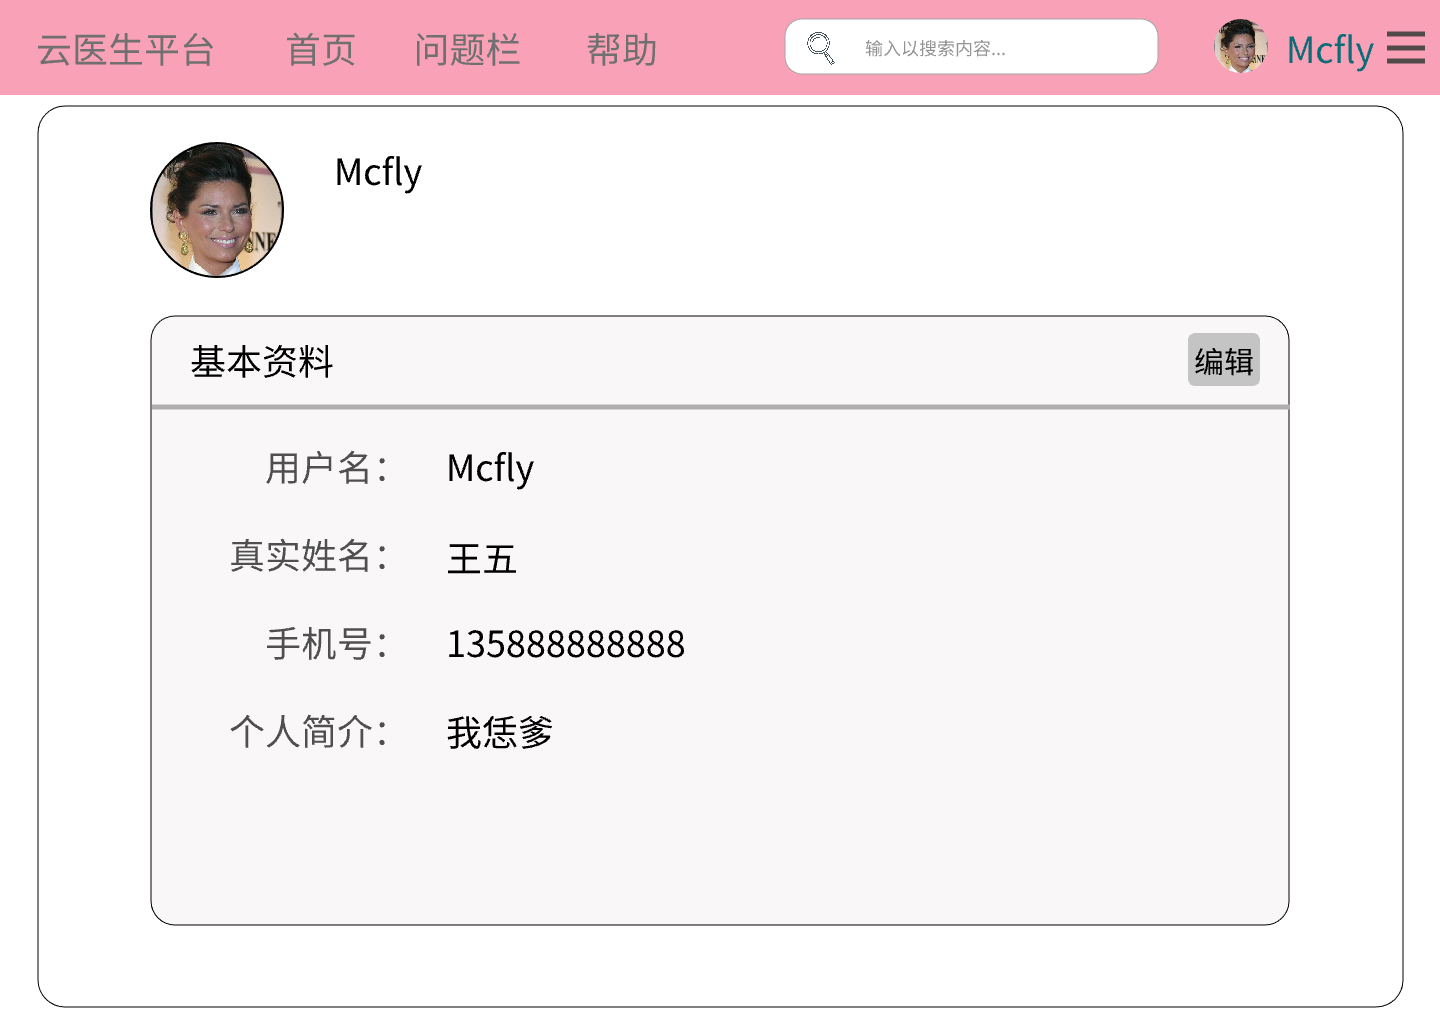 云医生平台 首页 问题栏 帮助 输入以搜索内容... Mcfly
Mcfly
基本资料 编辑
用户名： Mcfly
真实姓名： 王五
手机号： 135888888888
个人简介： 我恁爹